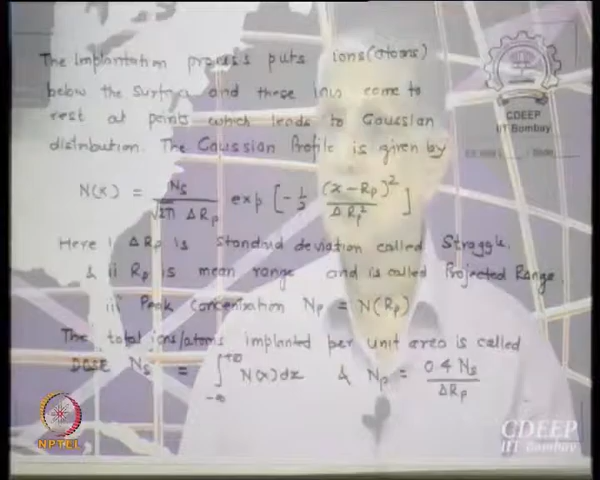 The Implantation process puts ions (atoms)
below the Surface and these ions come to
rest at points which leads to Gaussian
distribution. The Gaussian Profile is given by
N(x) = Ns / √2π ΔRp exp [ -1/2 (x-Rp)² / ΔRp² ]
Here i ΔRp is Standard deviation called Straggle.
& ii Rp is mean range and is called Projected Range.
iii Peak Concentration Np = N(Rp)
The total ions/atoms implanted per unit area is called
DOSE Ns = ∫_{-∞}^{+∞} N(x)dx & Np = 0.4 Ns / ΔRp
CDEEP
IIT Bombay
NPTEL
CDEEP
IIT Bombay